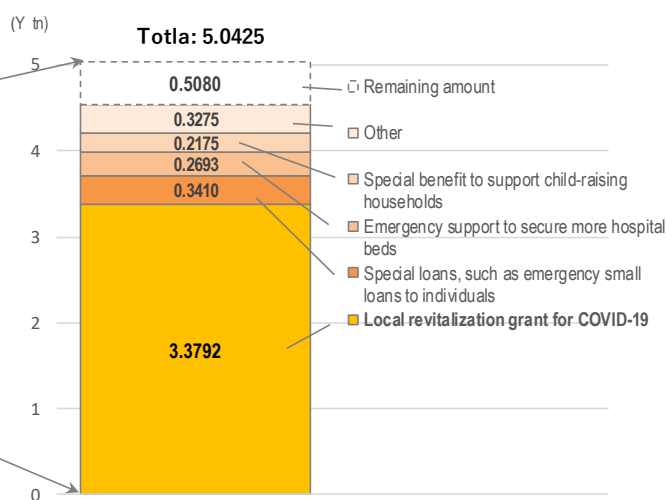 (Y tn)
Totla: 5.0425
5
0.5080
Remaining amount
0.3275
Other
4
0.2175
Special benefit to support child-raising
households
0.2693
Emergency support to secure more hospital
beds
0.3410
Special loans, such as emergency small
loans to individuals
3
2
Local revitalization grant for COVID-19
3.3792
1
0